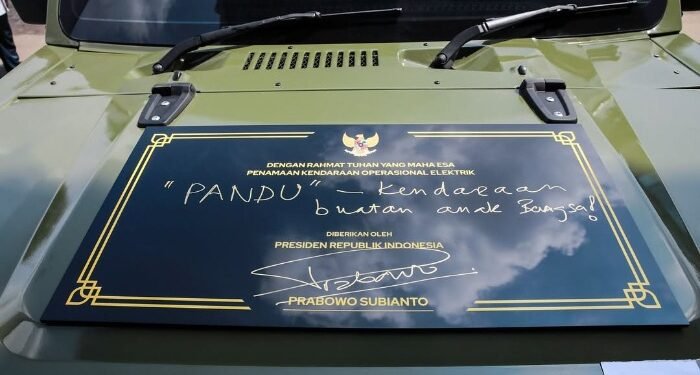 DENGAN RAHMAT TUHAN YANG MAHA ESA
PENAMAAN KENDARAAN OPERASIONAL ELEKTRIK
"PANDU" - Kendaraan
buatan anak Bangsa!
DIBERIKAN OLEH
PRESIDEN REPUBLIK INDONESIA
Prabowo
PRABOWO SUBIANTO